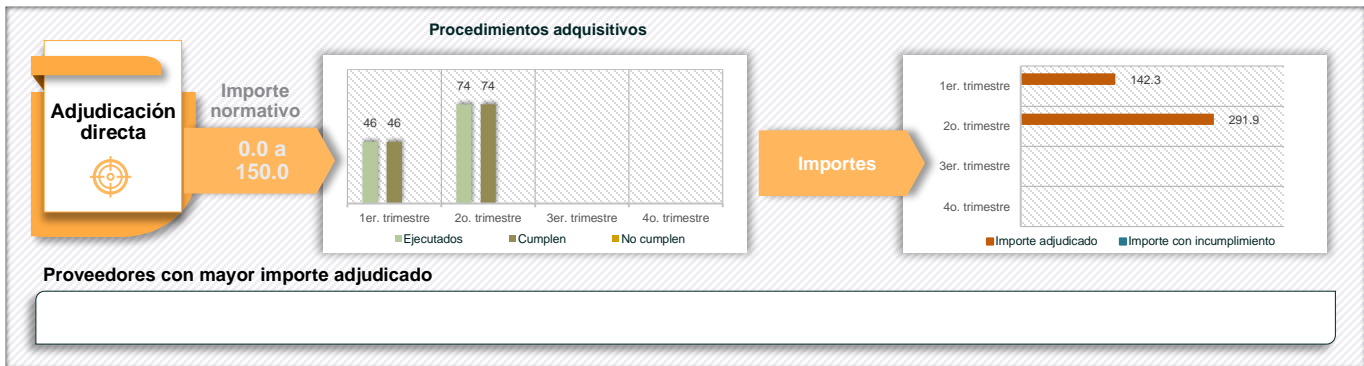 Procedimientos adquisitivos
Adjudicación
directa
Importe
normativo
0.0 a
150.0
46 46
74 74
1er. trimestre 2o. trimestre 3er. trimestre 4o. trimestre
Ejecutados Cumplen No cumplen
Importes
1er. trimestre 142.3
2o. trimestre 291.9
3er. trimestre
4o. trimestre
Importe adjudicado Importe con incumplimiento
Proveedores con mayor importe adjudicado